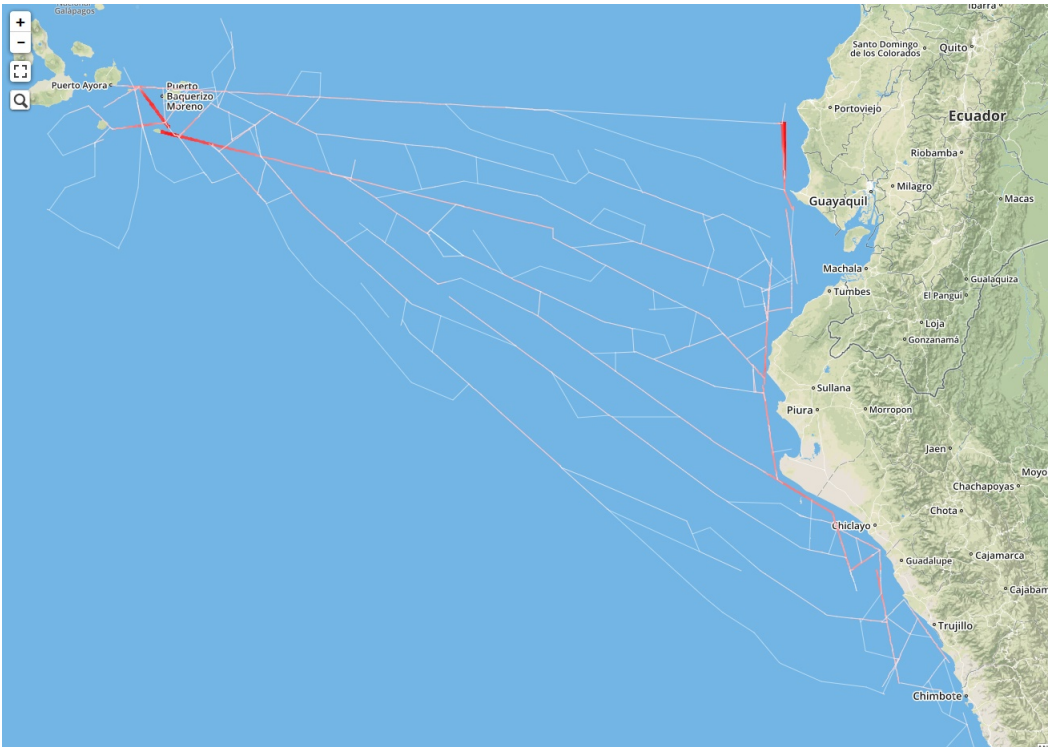 Galápagos
Ibarra
+
−
Santo Domingo
de los Colorados
Quito
Puerto Ayora
Puerto
Baquerizo
Moreno
Portoviejo
Ecuador
Riobamba
Milagro
Guayaquil
Macas
Machala
Gualaquiza
Tumbes
El Pangui
Loja
Gonzanamá
Sullana
Piura
Morropon
Jaen
Moyo
Chachapoyas
Chota
Chiclayo
Guadalupe
Cajamarca
Cajabam
Trujillo
Chimbote